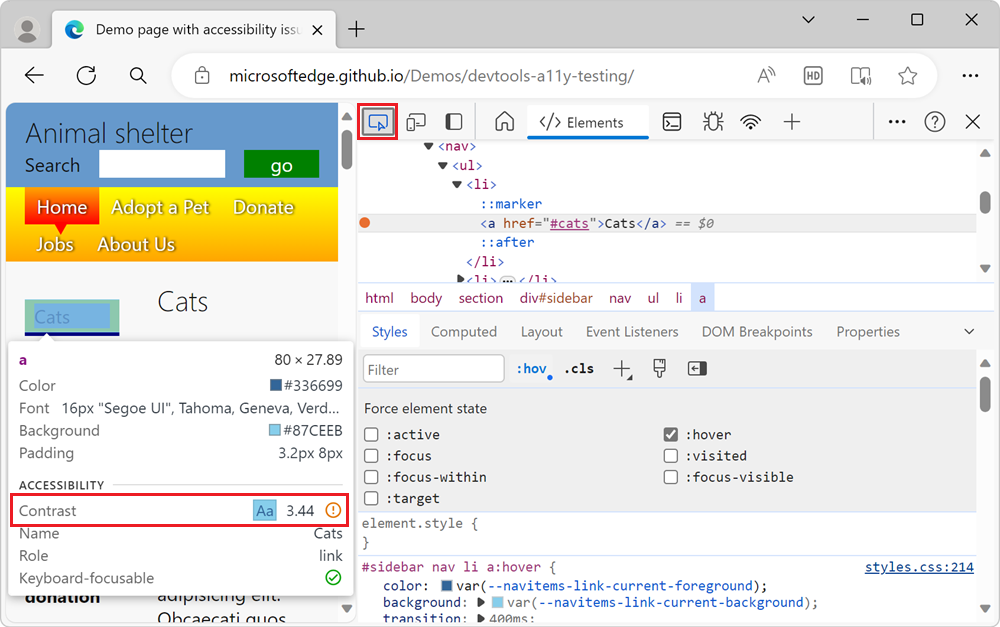 Demo page with accessibility issu
microsoftedge.github.io/Demos/devtools-a11y-testing/
HD
Animal shelter
Search go
Home Adopt a Pet Donate
Jobs About Us
Cats
Cats
a 80 × 27.89
Color #336699
Font 16px "Segoe UI", Tahoma, Geneva, Verd...
Background #87CEEB
Padding 3.2px 8px
ACCESSIBILITY
Contrast Aa 3.44
Name Cats
Role link
Keyboard-focusable
donation
adipiscing elit.
Obcaecati quos
</> Elements
<nav>
<ul>
<li>
::marker
<a href="#cats">Cats</a> == $0
::after
</li>
<li> … </li>
html body section div#sidebar nav ul li a
Styles Computed Layout Event Listeners DOM Breakpoints Properties
Filter :hov .cls
Force element state
:active :hover
:focus :visited
:focus-within :focus-visible
:target
element.style {
}
#sidebar nav li a:hover { styles.css:214
color: var(--navitems-link-current-foreground);
background: var(--navitems-link-current-background);
transition: 400ms;